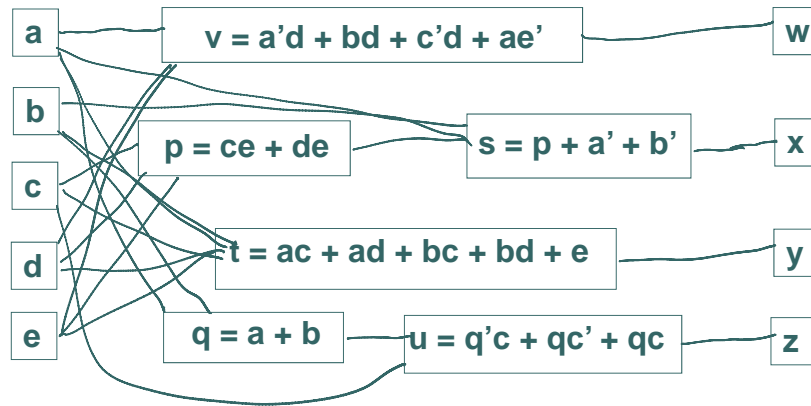 a
v = a’d + bd + c’d + ae’
w
b
p = ce + de
s = p + a’ + b’
x
c
d
t = ac + ad + bc + bd + e
y
e
q = a + b
u = q’c + qc’ + qc
z